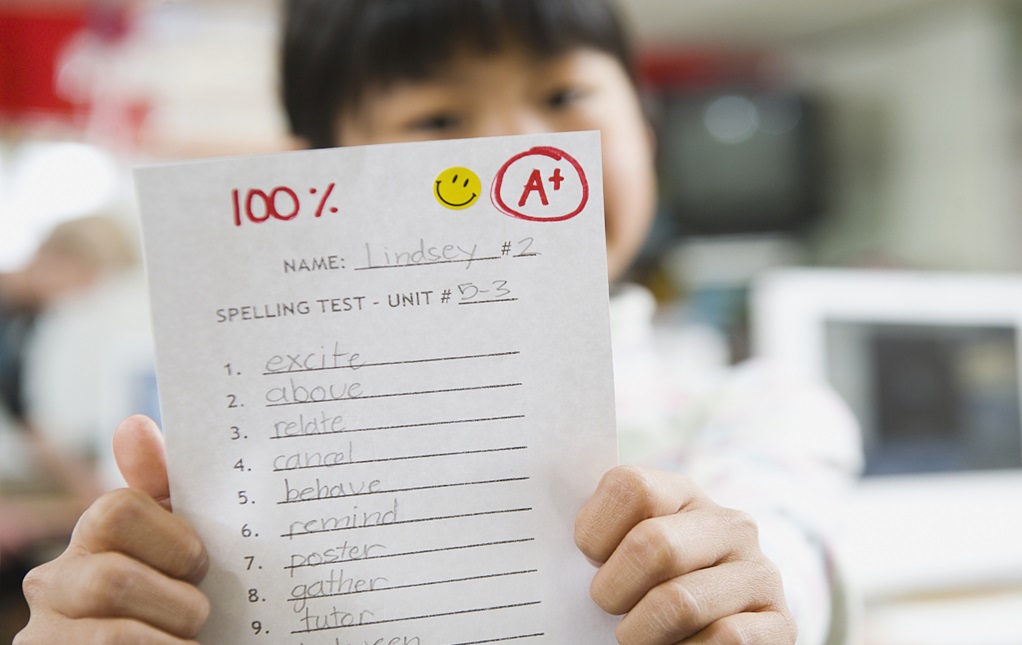 100% A+
NAME: Lindsey #2
SPELLING TEST - UNIT # 5-3
1. excite
2. above
3. relate
4. cancel
5. behave
6. remind
7. poster
8. gather
9. tutor
between